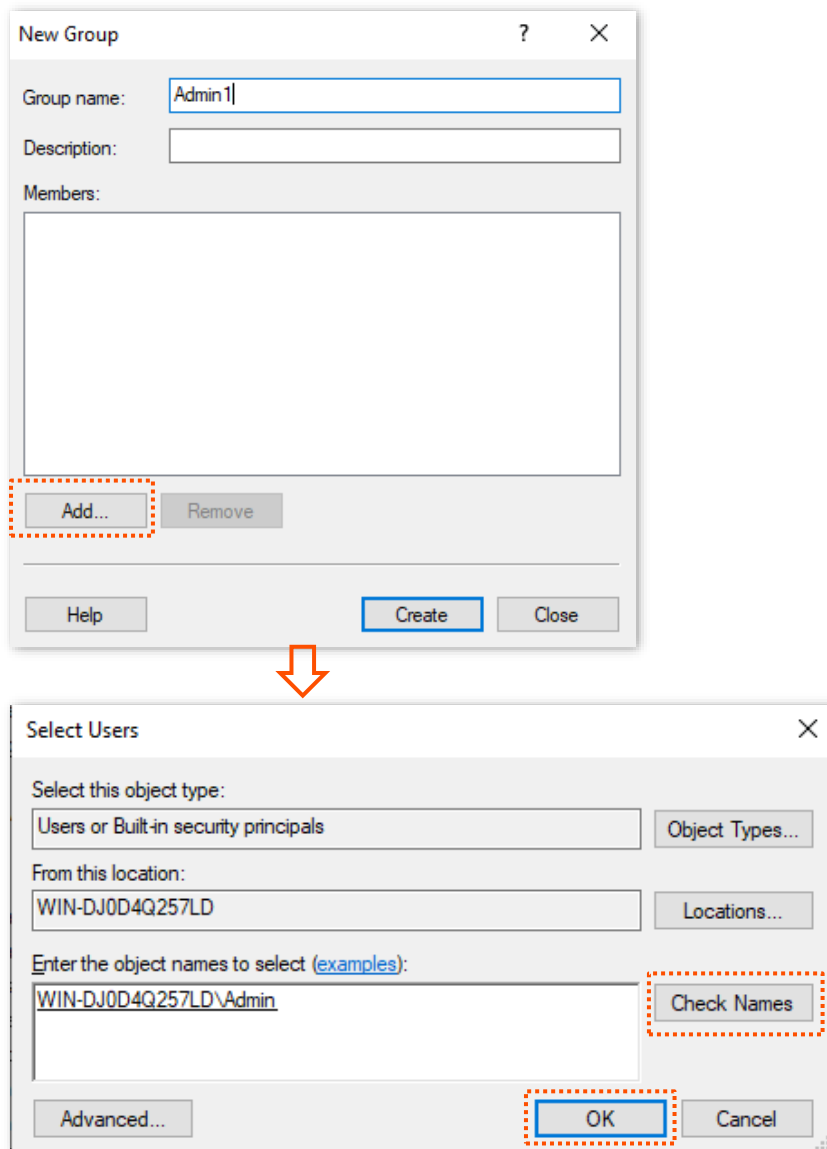 New Group
?
Group name:
Admin1
Description:
Members:
Add...
Remove
Help
Create
Close
Select Users
Select this object type:
Users or Built-in security principals
Object Types...
From this location:
WIN-DJ0D4Q257LD
Locations...
Enter the object names to select (examples):
WIN-DJ0D4Q257LD\Admin
Check Names
Advanced...
OK
Cancel